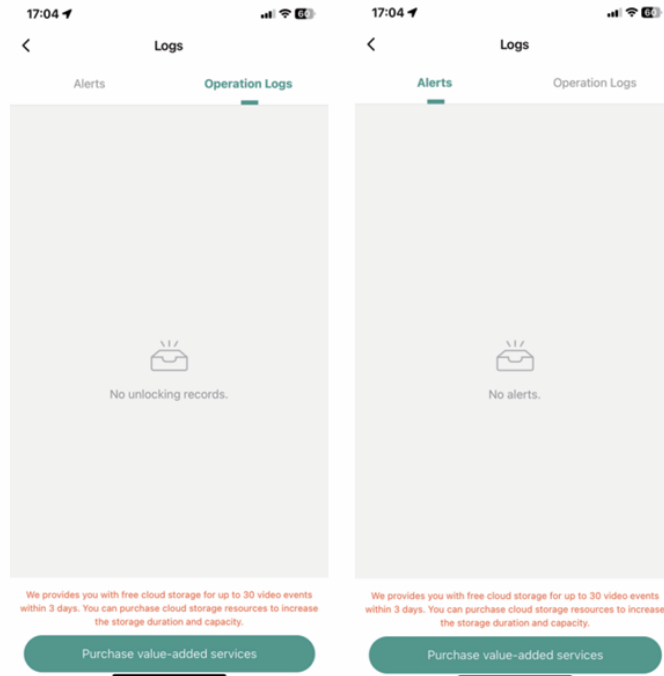 17:04
60
Logs
Alerts
Operation Logs
No unlocking records.
We provides you with free cloud storage for up to 30 video events
within 3 days. You can purchase cloud storage resources to increase
the storage duration and capacity.
Purchase value-added services
17:04
60
Logs
Alerts
Operation Logs
No alerts.
We provides you with free cloud storage for up to 30 video events
within 3 days. You can purchase cloud storage resources to increase
the storage duration and capacity.
Purchase value-added services